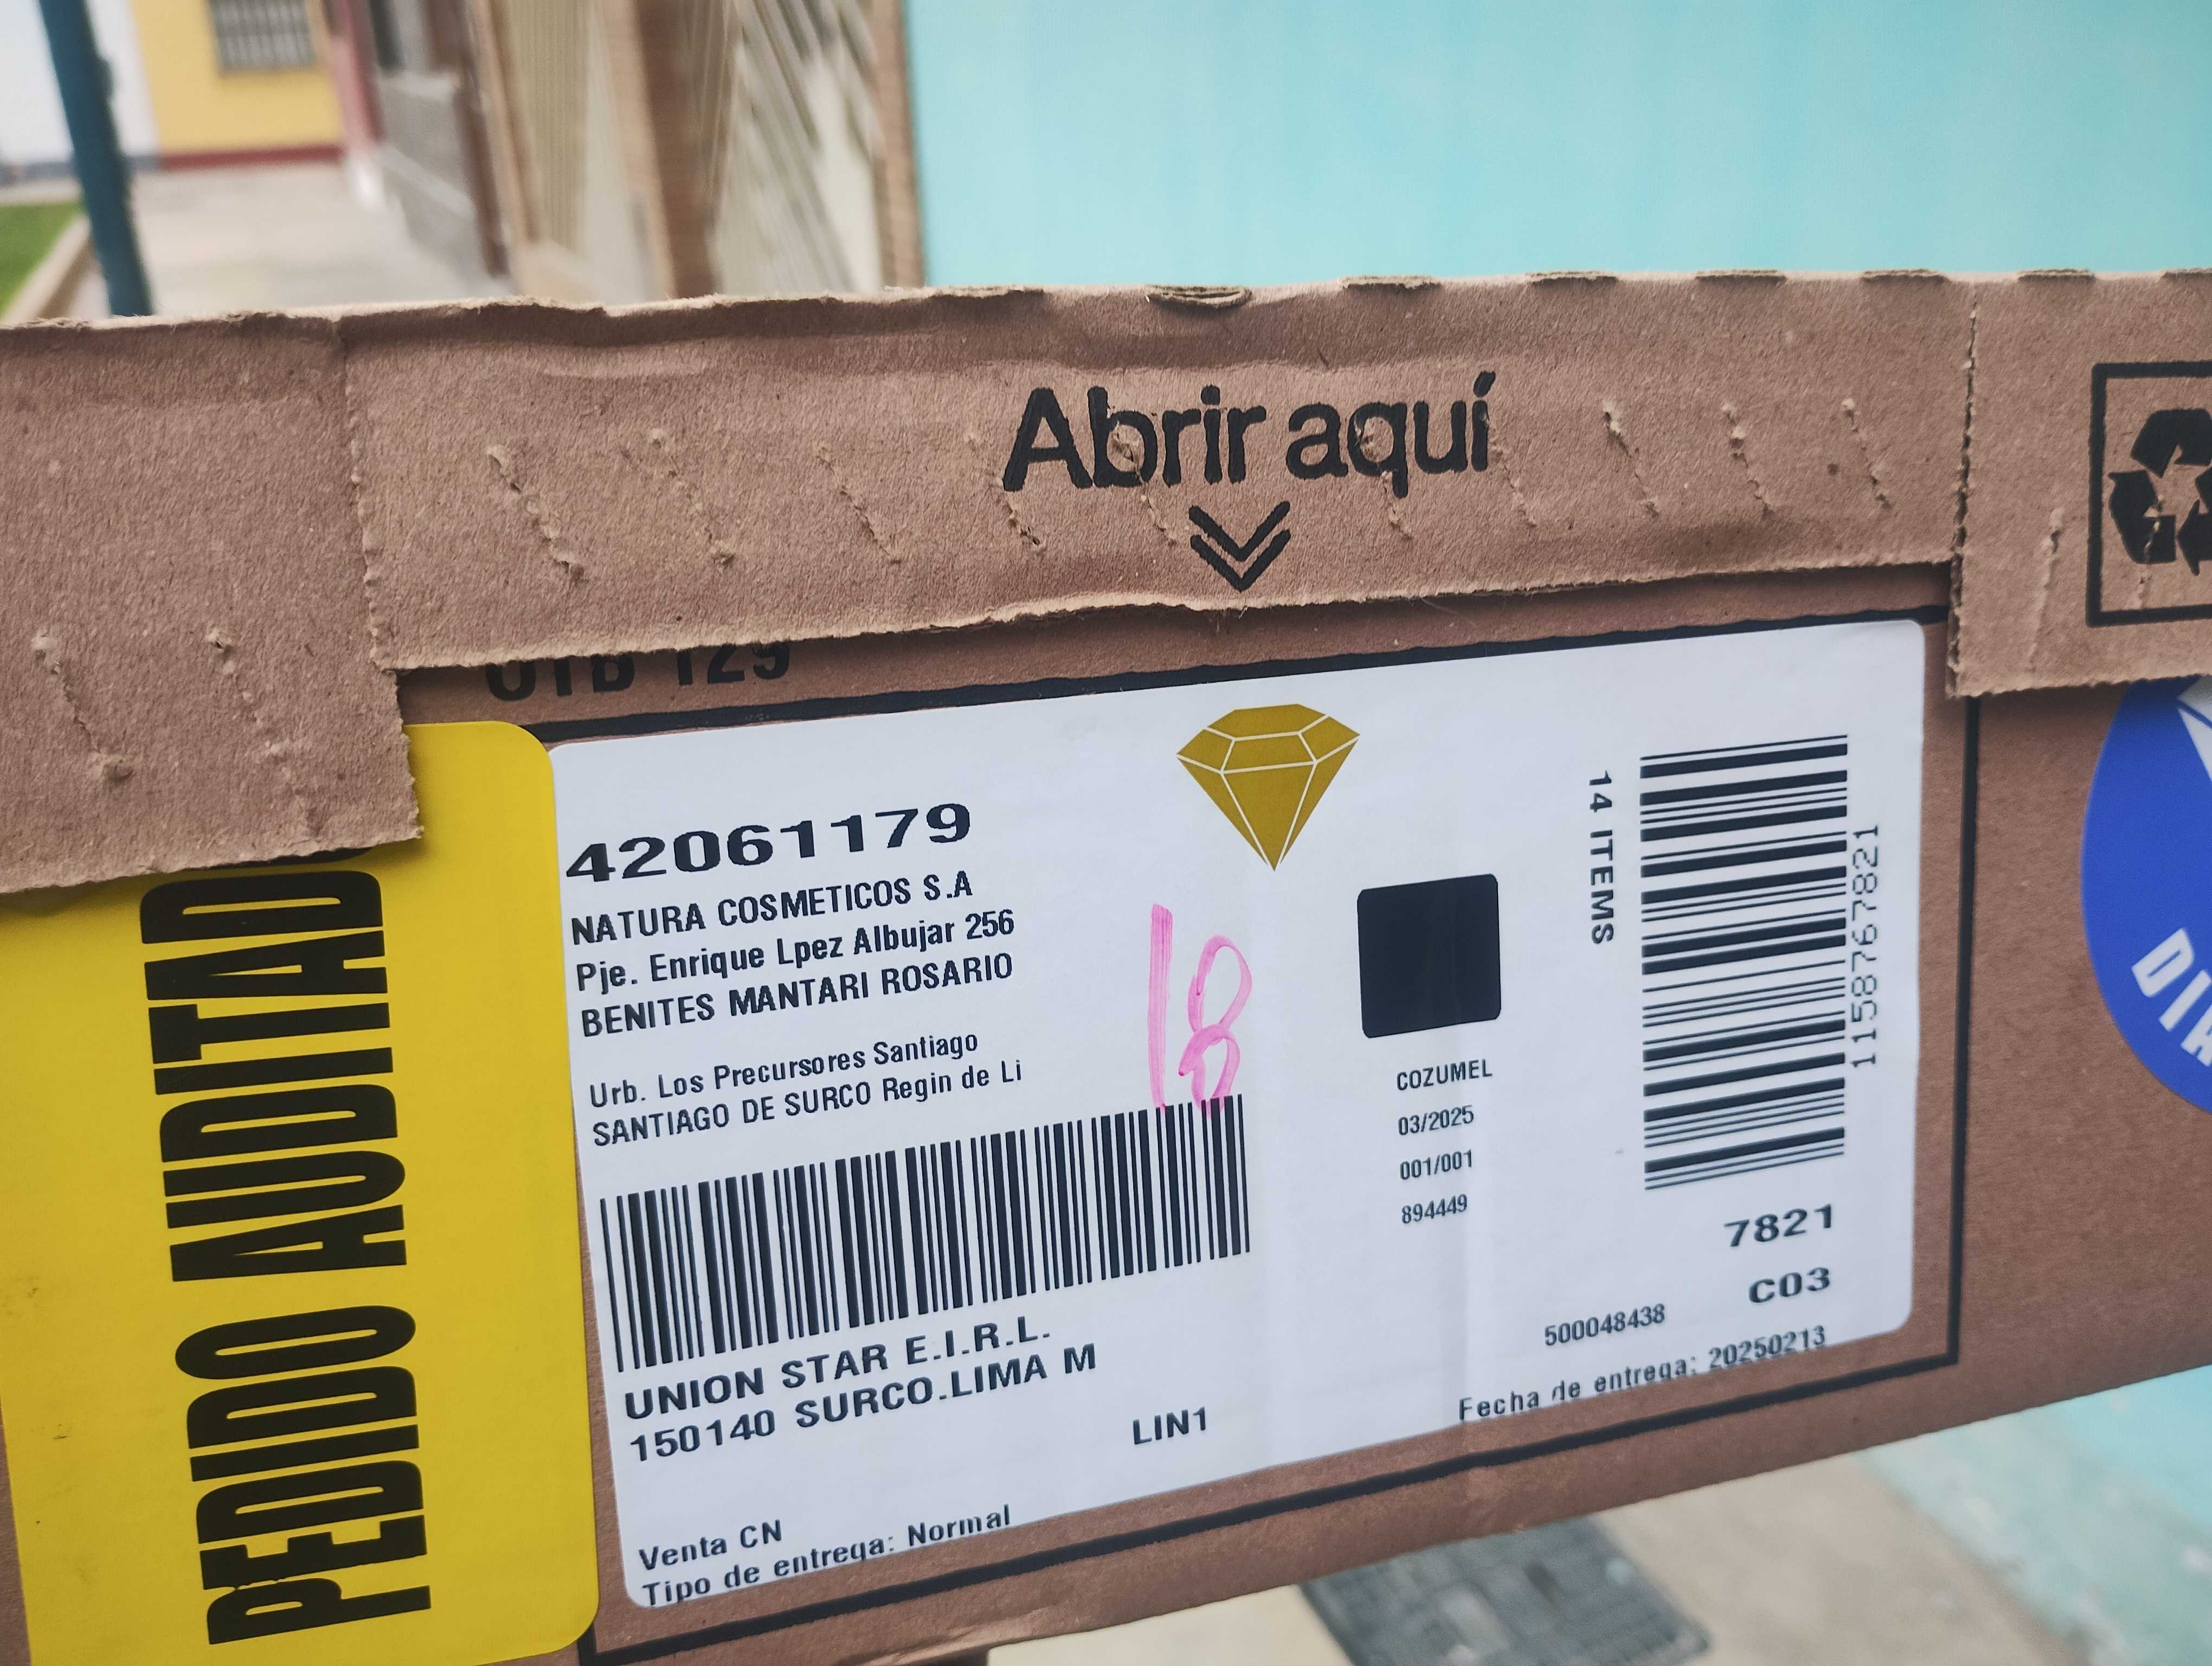 Abrir aquí
PEDIDO AUDITAD
42061179
NATURA COSMETICOS S.A
Pje. Enrique Lpez Albujar 256
BENITES MANTARI ROSARIO
Urb. Los Precursores Santiago
SANTIAGO DE SURCO Regin de Li
18
UNION STAR E.I.R.L.
150140 SURCO.LIMA M
LIN1
Venta CN
Tipo de entrega: Normal
COZUMEL
03/2025
001/001
894449
14 ITEMS
1158767821
7821
C03
500048438
Fecha de entrega: 20250213